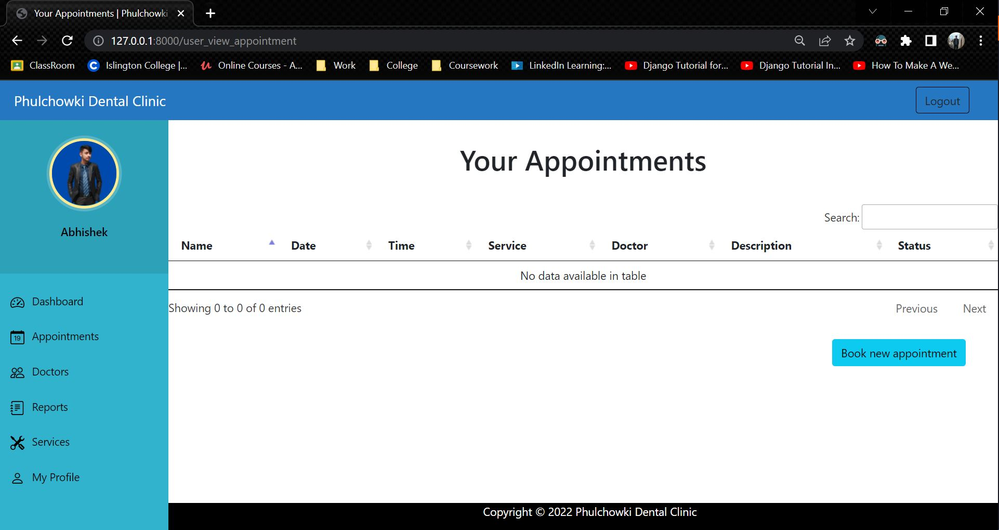 Your Appointments | Phulchowki
127.0.0.1:8000/user_view_appointment
ClassRoom
Islington College |...
Online Courses - A...
Work
College
Coursework
LinkedIn Learning:...
Django Tutorial for...
Django Tutorial In...
How To Make A We...
Phulchowki Dental Clinic
Logout
Abhishek
Dashboard
19
Appointments
Doctors
Reports
Services
My Profile
Your Appointments
Search:
Name Date Time Service Doctor Description Status
No data available in table
Showing 0 to 0 of 0 entries
Previous Next
Book new appointment
Copyright © 2022 Phulchowki Dental Clinic